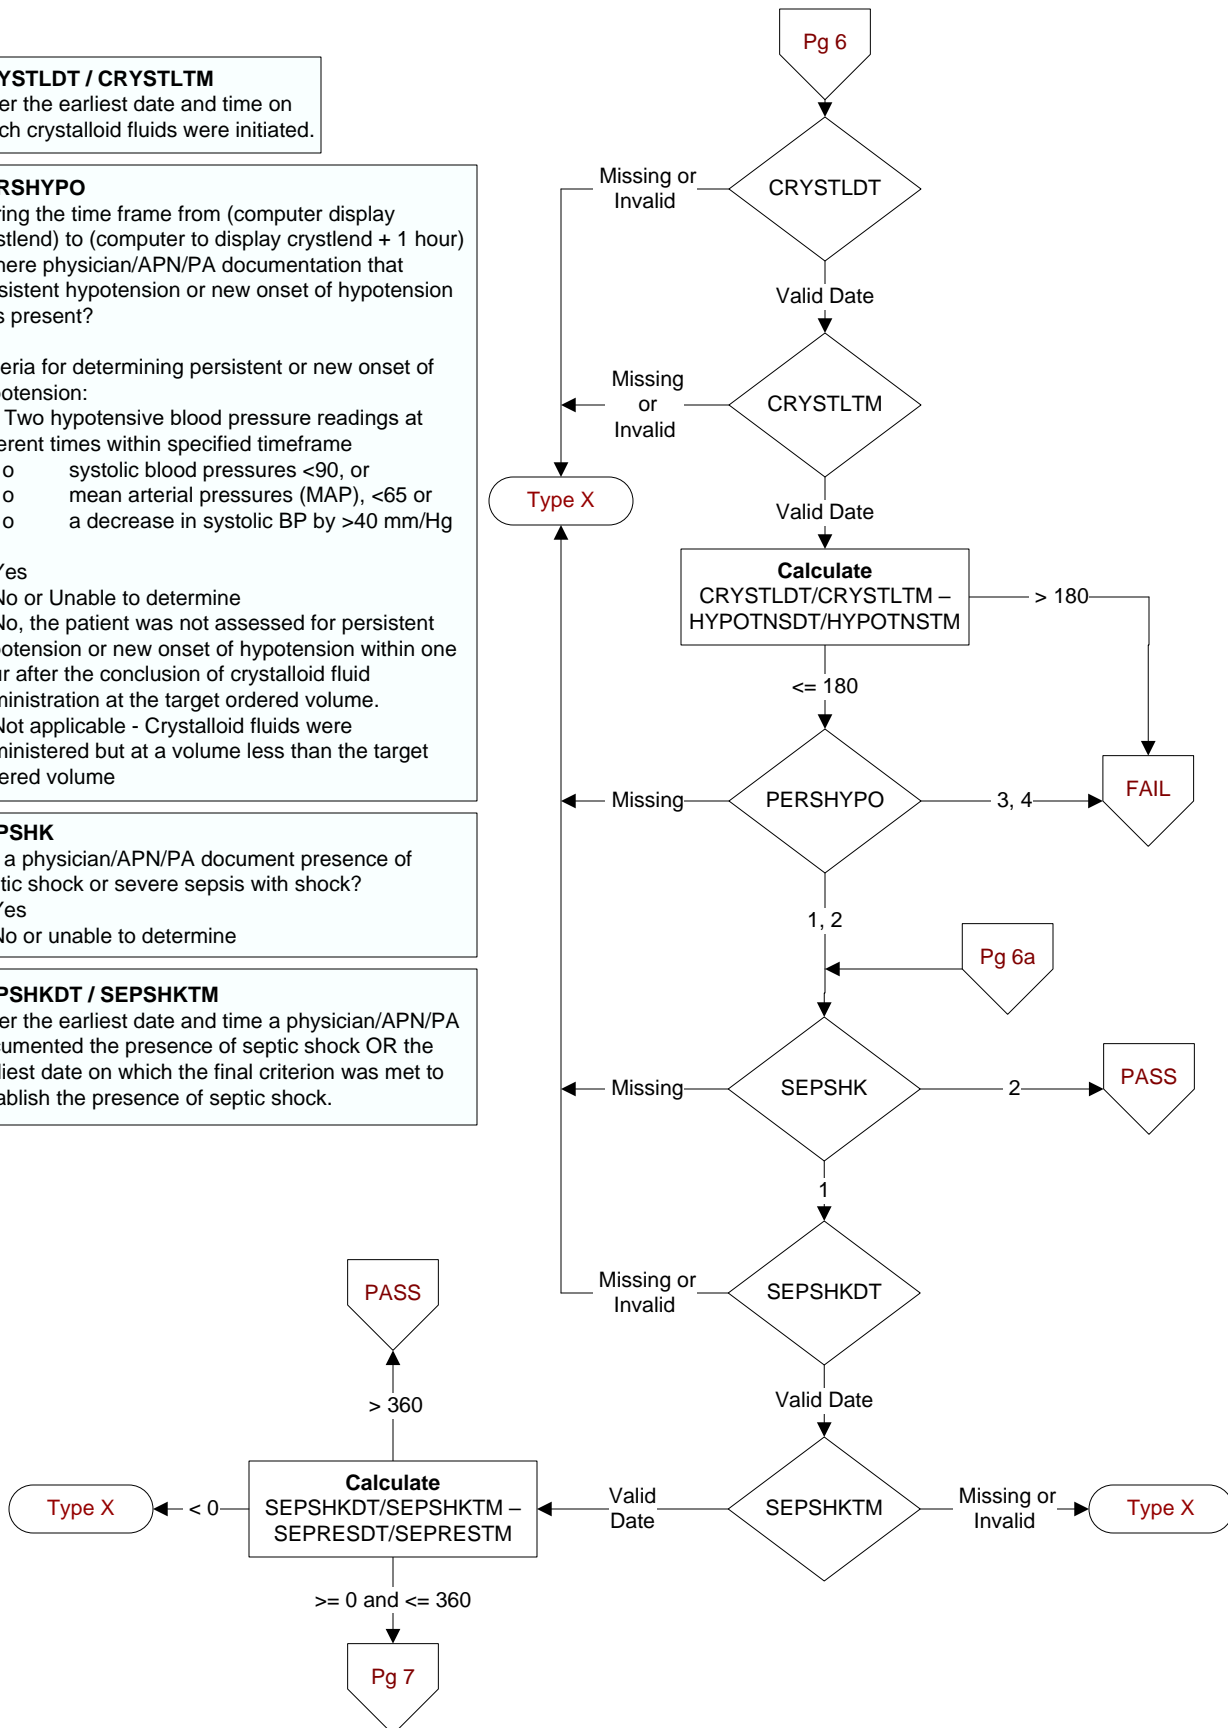 YSTLDT / CRYSTLTM
er the earliest date and time on
ch crystalloid fluids were initiated.
RSHYPO
ring the time frame from (computer display
stlend) to (computer to display crystlend + 1 hour)
here physician/APN/PA documentation that
sistent hypotension or new onset of hypotension
s present?
eria for determining persistent or new onset of
potension:
Two hypotensive blood pressure readings at
erent times within specified timeframe
o systolic blood pressures <90, or
o mean arterial pressures (MAP), <65 or
o a decrease in systolic BP by >40 mm/Hg
Yes
No or Unable to determine
No, the patient was not assessed for persistent
potension or new onset of hypotension within one
ur after the conclusion of crystalloid fluid
ministration at the target ordered volume.
Not applicable - Crystalloid fluids were
ministered but at a volume less than the target
ered volume
PSHK
a physician/APN/PA document presence of
tic shock or severe sepsis with shock?
Yes
No or unable to determine
PSHKDT / SEPSHKTM
er the earliest date and time a physician/APN/PA
cumented the presence of septic shock OR the
liest date on which the final criterion was met to
ablish the presence of septic shock.
Pg 6
CRYSTLDT
Missing or
Invalid
Valid Date
CRYSTLTM
Missing
or
Invalid
Type X
Valid Date
Calculate
CRYSTLDT/CRYSTLTM –
HYPOTNSDT/HYPOTNSTM
> 180
<= 180
PERSHYPO
Missing
3, 4
FAIL
1, 2
Pg 6a
SEPSHK
Missing
2
PASS
1
SEPSHKDT
Missing or
Invalid
Valid Date
SEPSHKTM
Missing or
Invalid
Type X
Valid
Date
Calculate
SEPSHKDT/SEPSHKTM –
SEPRESDT/SEPRESTM
> 360
PASS
< 0
Type X
>= 0 and <= 360
Pg 7